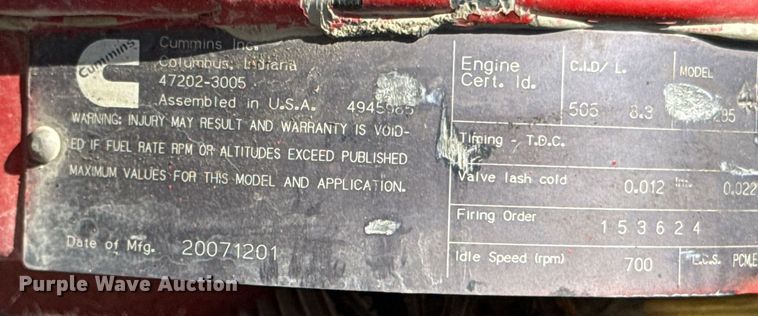 Cummins
Cummins Inc.
Columbus, Indiana
47202-3005
Assembled in U.S.A.
WARNING: INJURY MAY RESULT AND WARRANTY IS VOID-
ED IF FUEL RATE RPM OR ALTITUDES EXCEED PUBLISHED
MAXIMUM VALUES FOR THIS MODEL AND APPLICATION.
Date of Mfg. 20071201
Engine
Cert. Id.
C.I.D/ L.
505 8.3
MODEL
Timing - T.D.C.
Valve lash cold 0.012 0.022
Firing Order 1 5 3 6 2 4
Idle Speed (rpm) 700
Purple Wave Auction